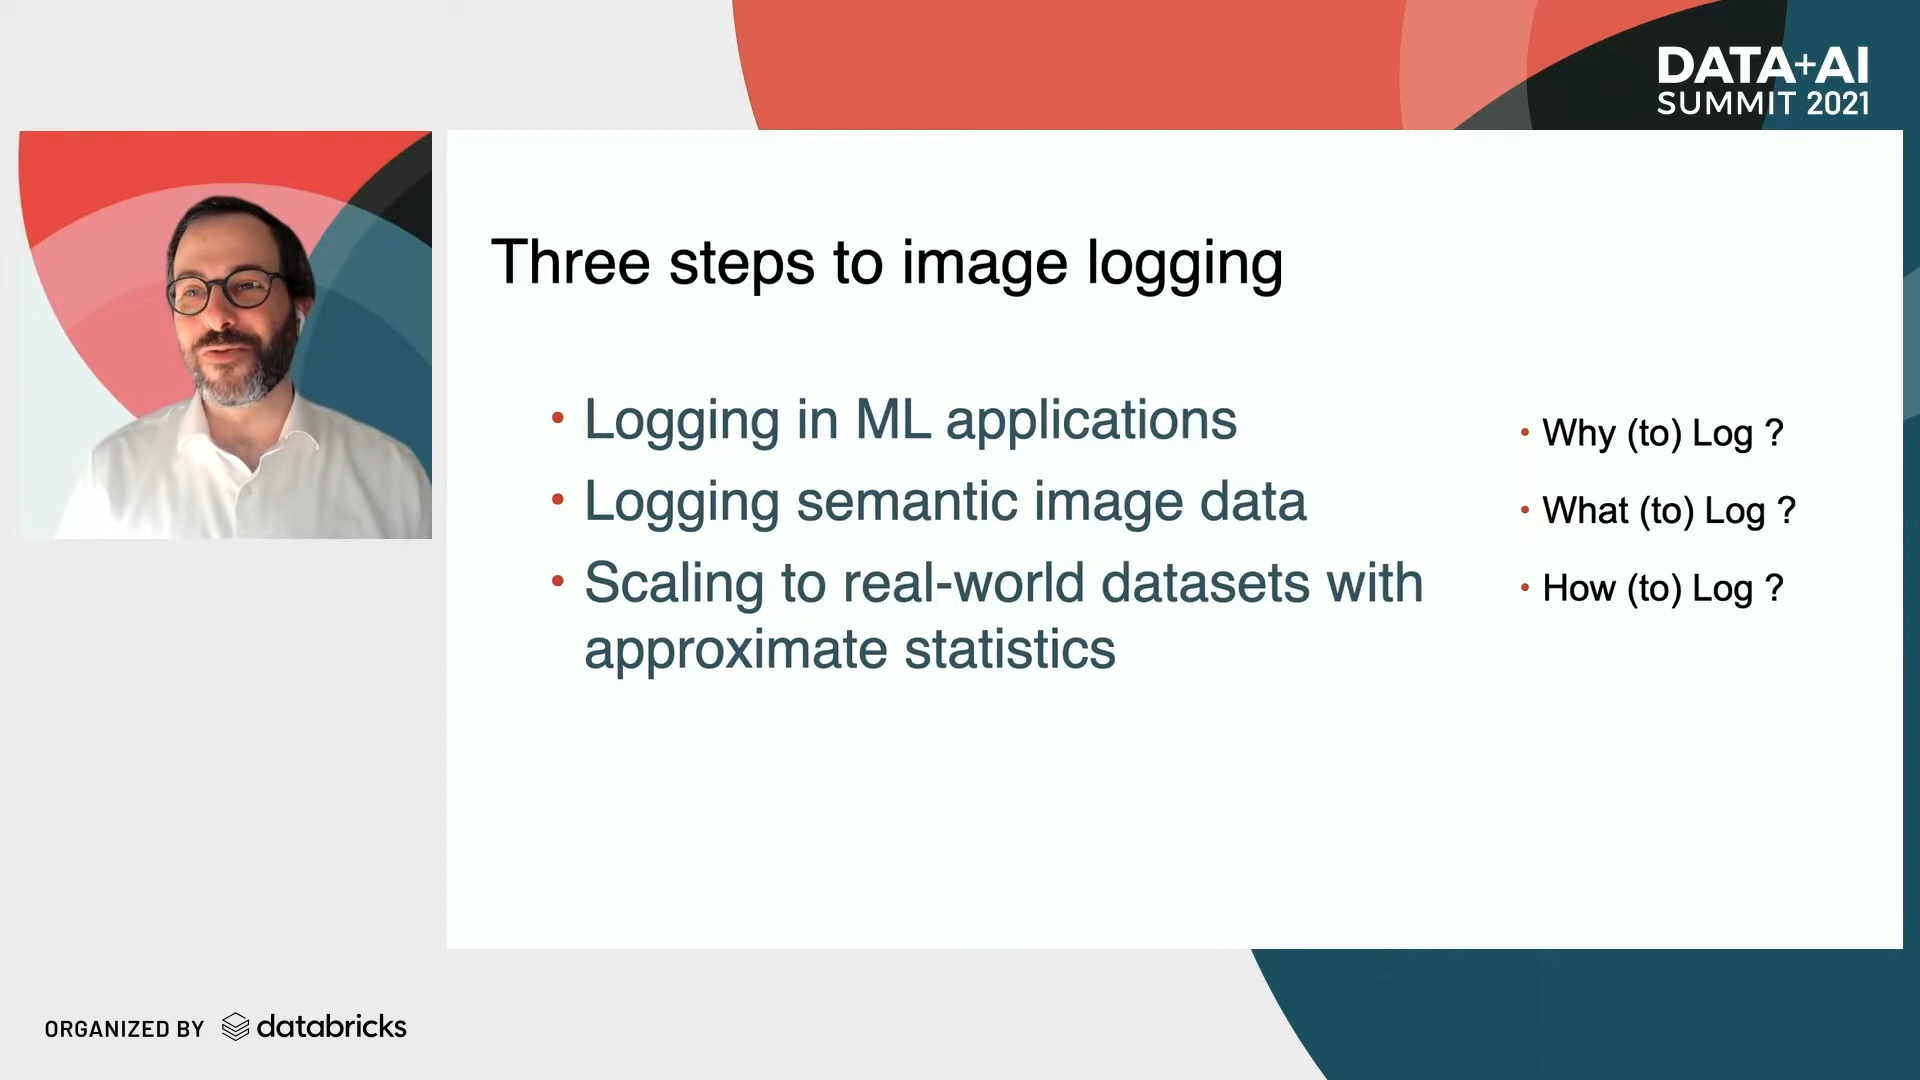 DATA+AI
SUMMIT 2021
Three steps to image logging
• Logging in ML applications
• Logging semantic image data
• Scaling to real-world datasets with
approximate statistics
• Why (to) Log ?
• What (to) Log ?
• How (to) Log ?
ORGANIZED BY databricks